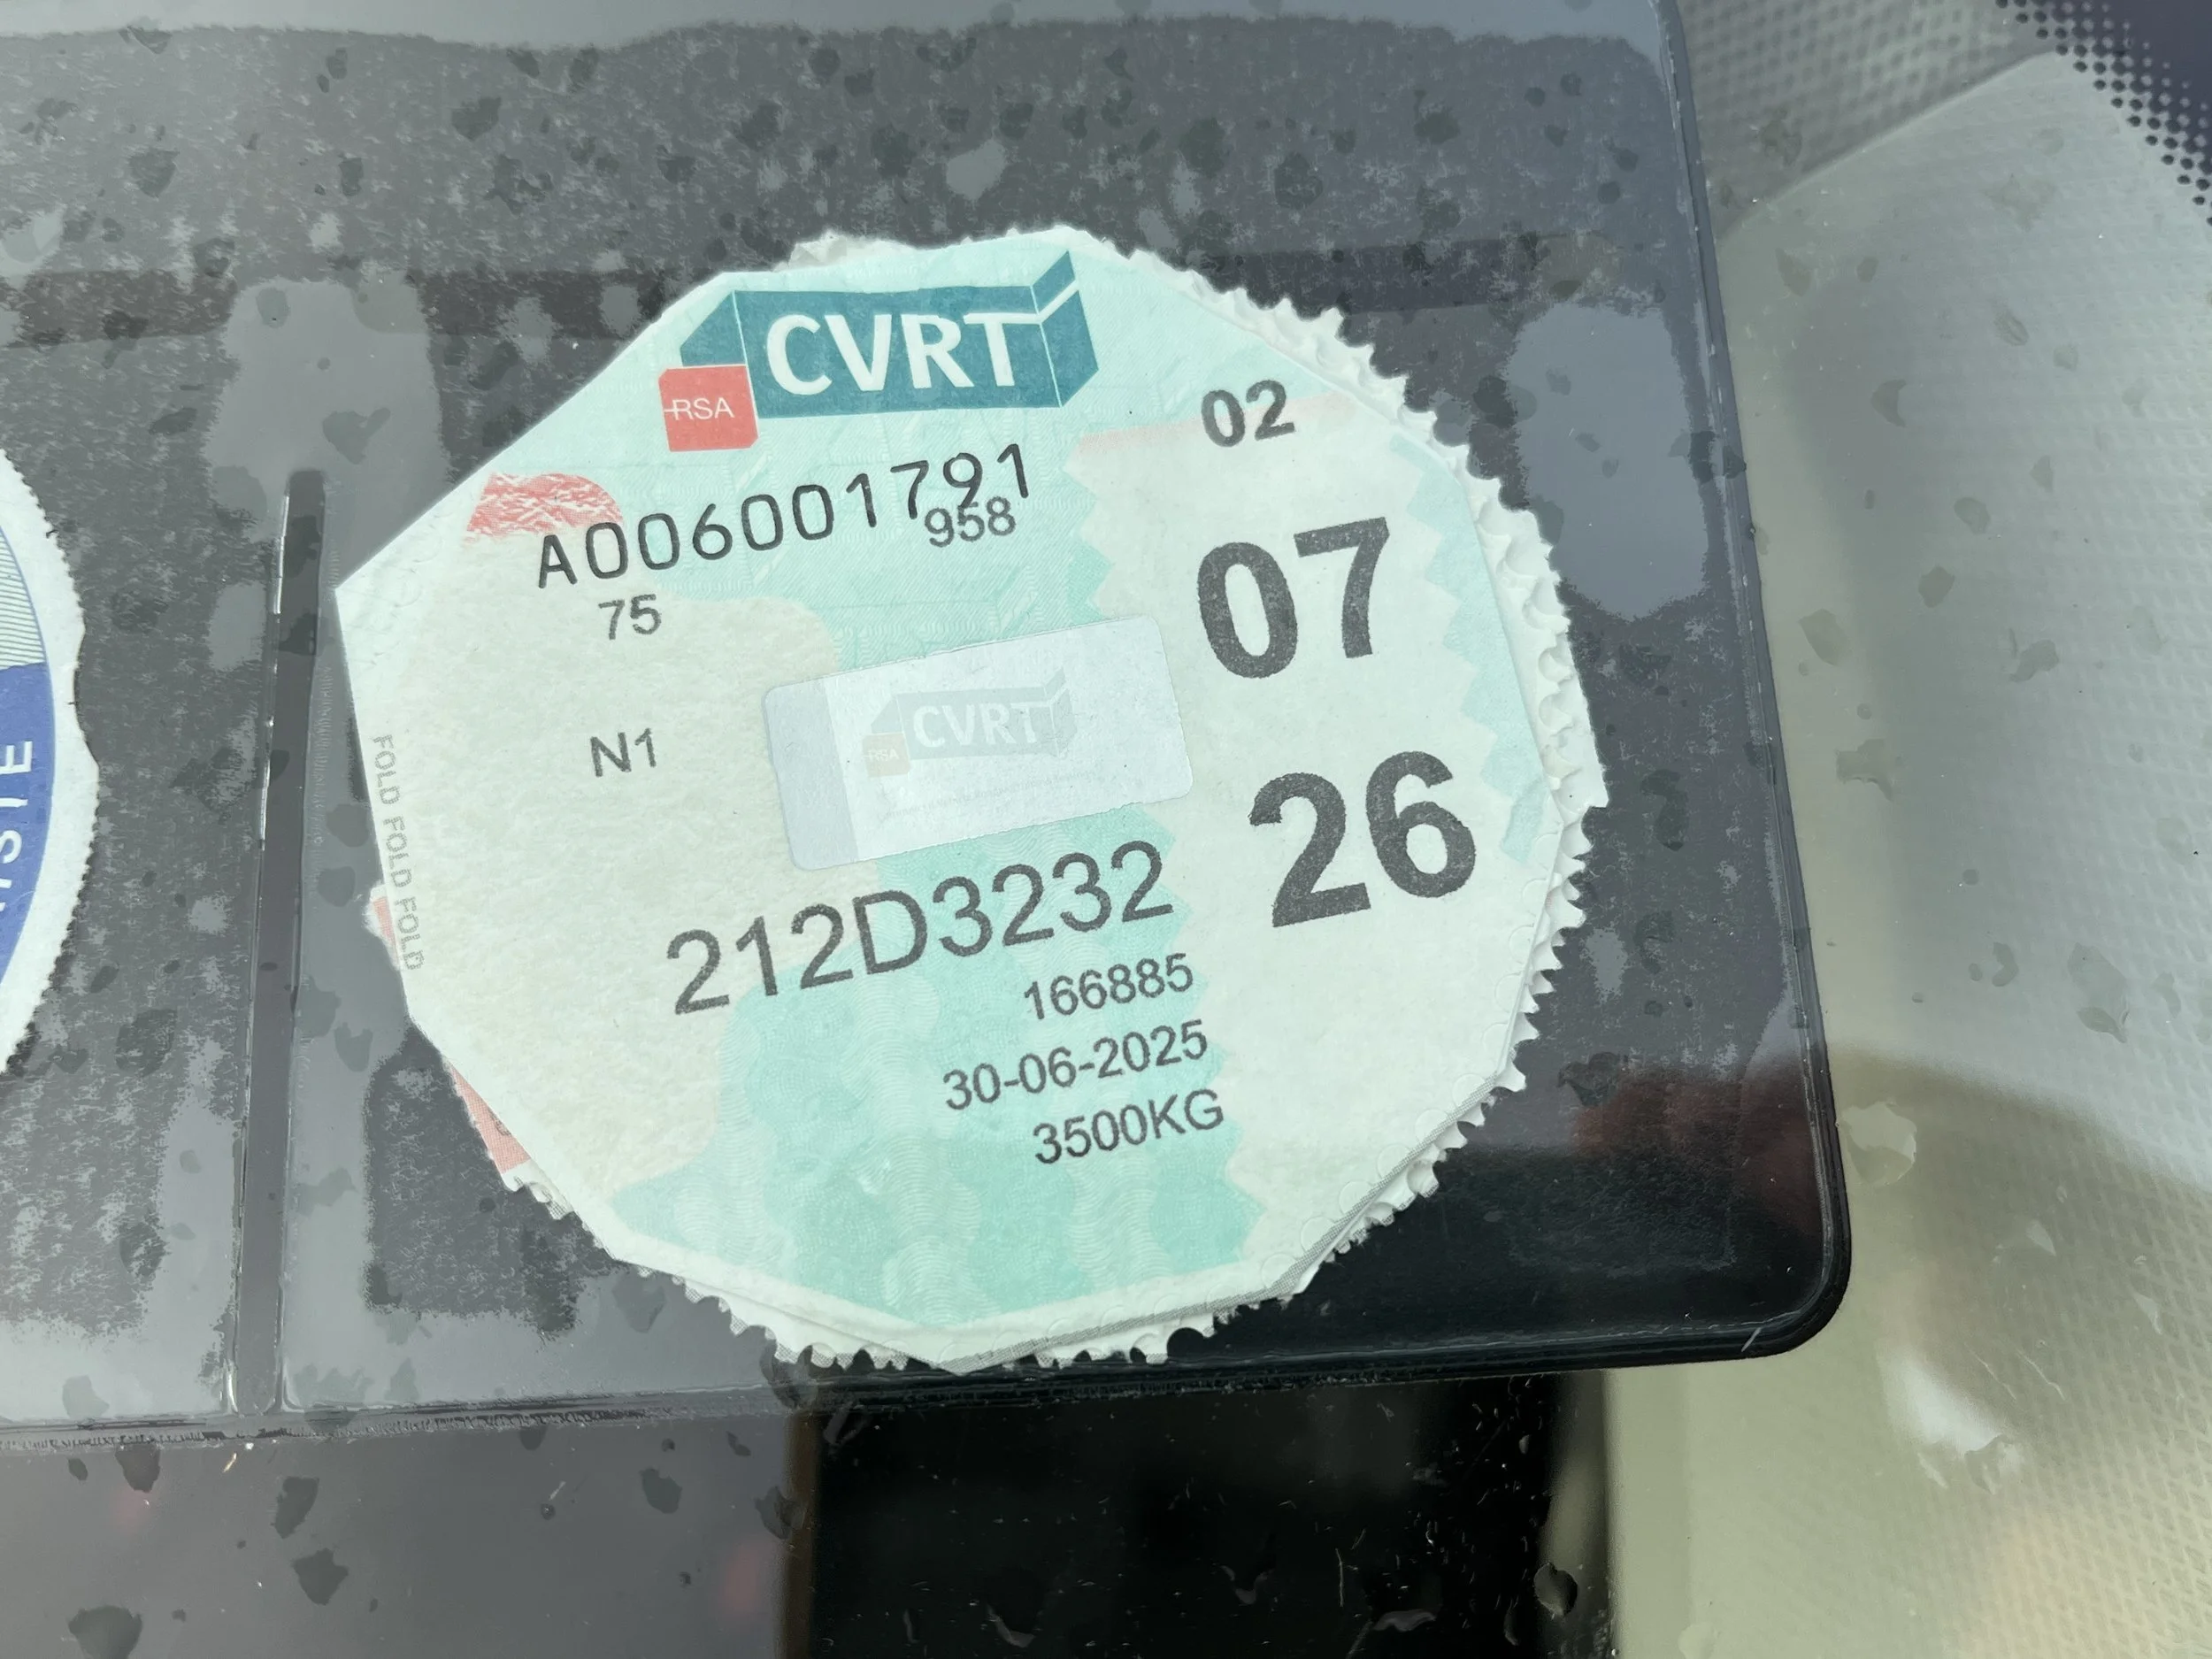 CVRT
RSA
02
A006001791
958
75
07
CVRT
RSA
N1
26
FOLD FOLD FOLD FOLD
212D3232
166885
30-06-2025
3500KG